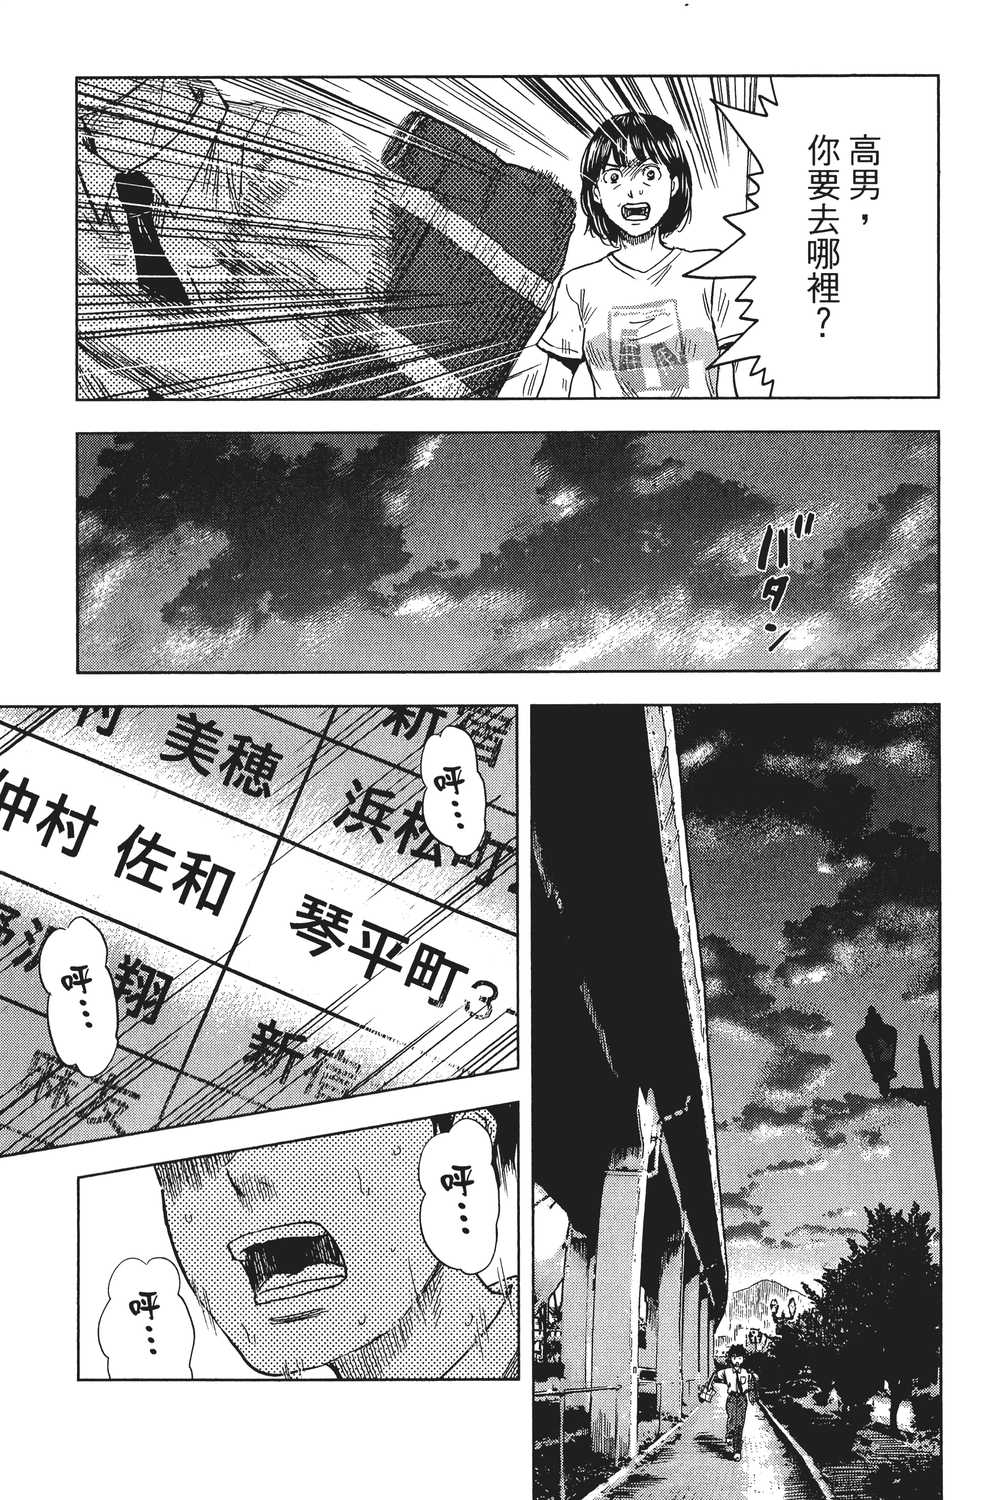 高男，
你要去哪裡？
バタン
呼…
呼…
美穂
新宿
浜松町
仲村 佐和
琴平町3-
翔
新
呼…
呼…